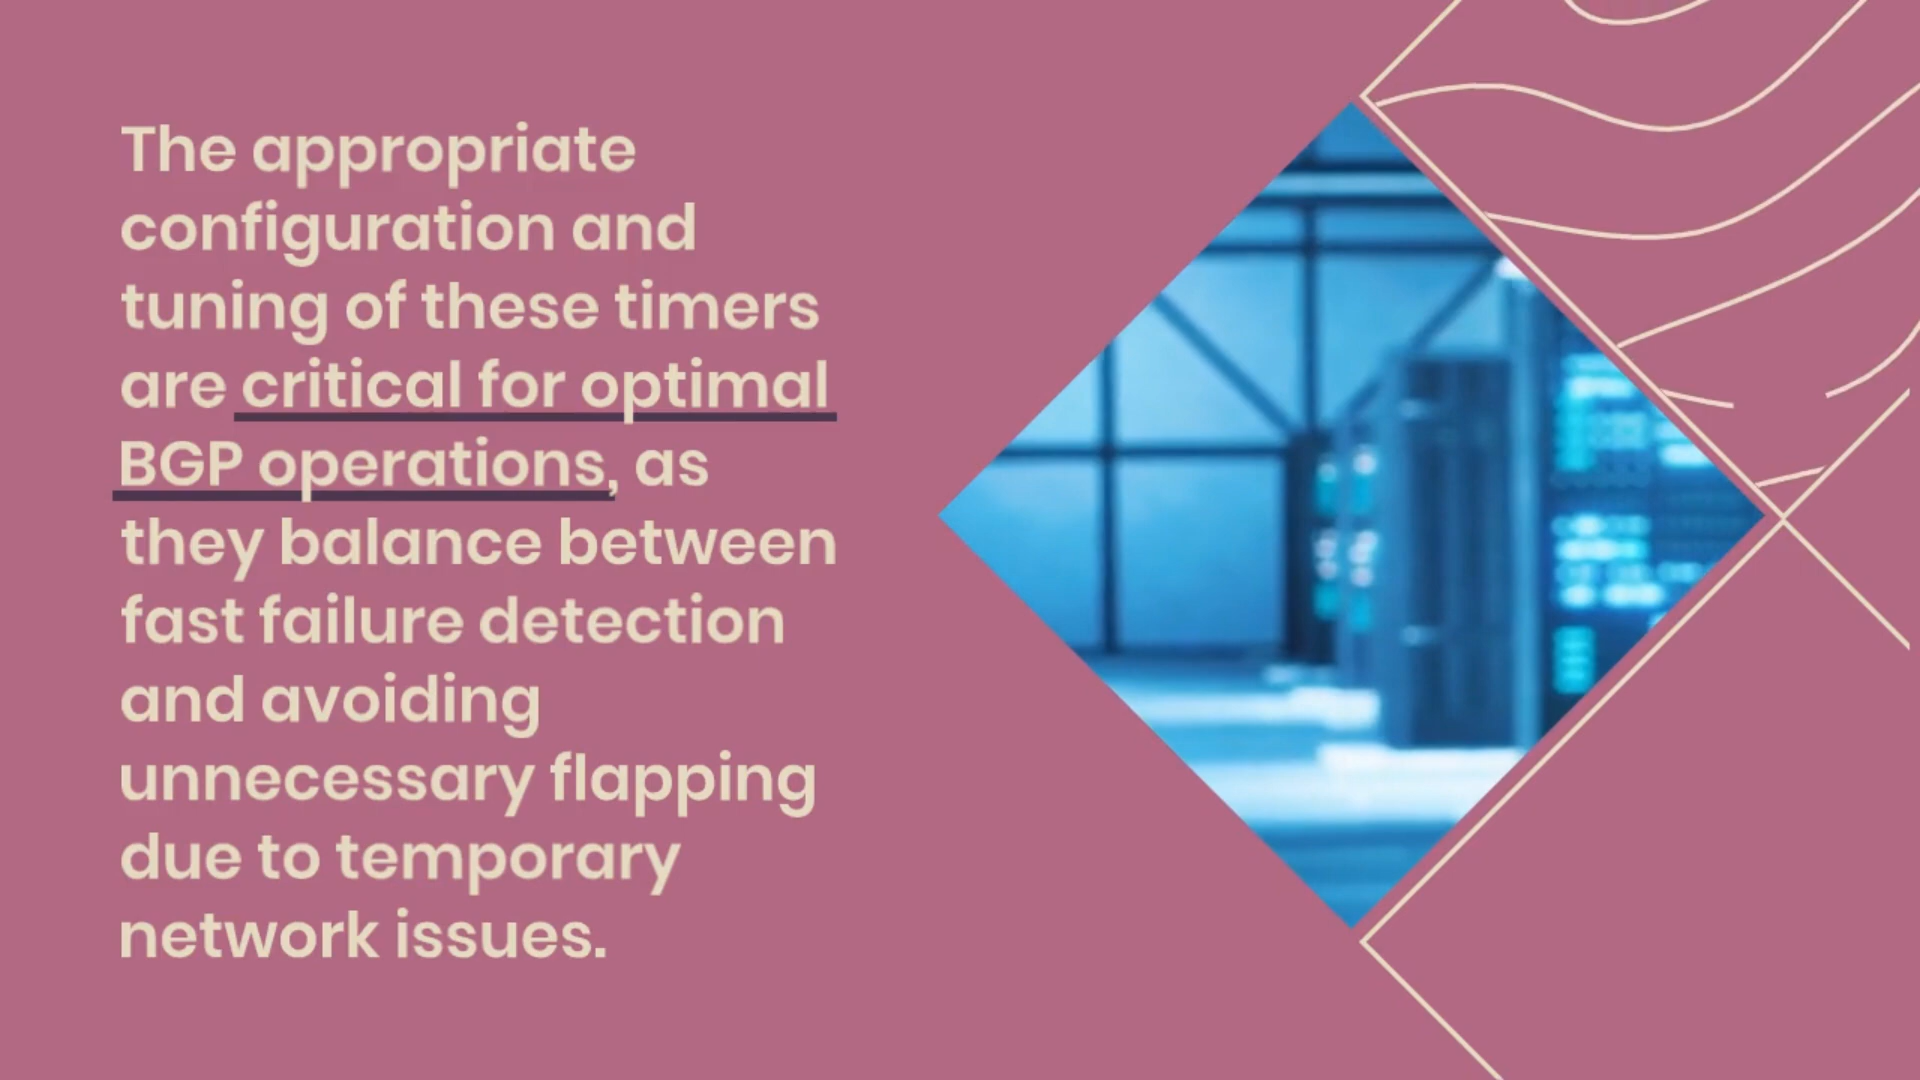 The appropriate
configuration and
tuning of these timers
are critical for optimal
BGP operations, as
they balance between
fast failure detection
and avoiding
unnecessary flapping
due to temporary
network issues.